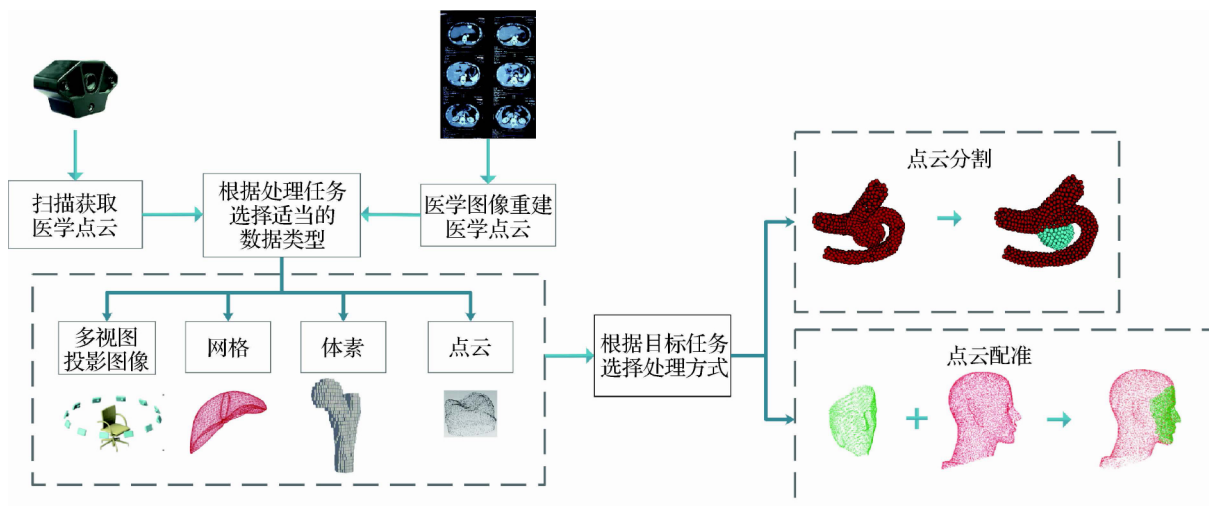 扫描获取
医学点云
根据处理任务
选择适当的
数据类型
医学图像重建
医学点云
多视图
投影图像
网格
体素
点云
根据目标任务
选择处理方式
点云分割
点云配准